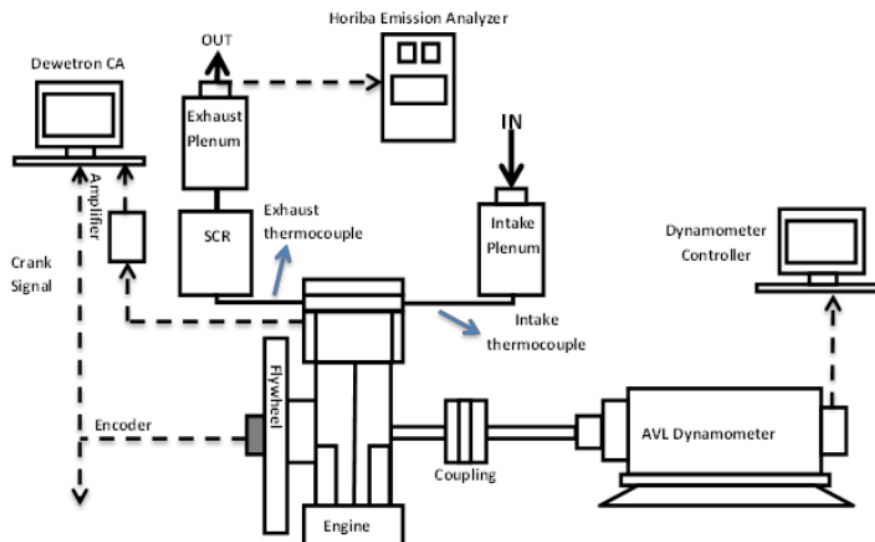 Horiba Emission Analyzer
OUT
Dewetron CA
Exhaust
Plenum
IN
Amplifier
Exhaust
thermocouple
SCR
Intake
Plenum
Dynamometer
Controller
Crank
Signal
Intake
thermocouple
Flywheel
Encoder
AVL Dynamometer
Coupling
Engine